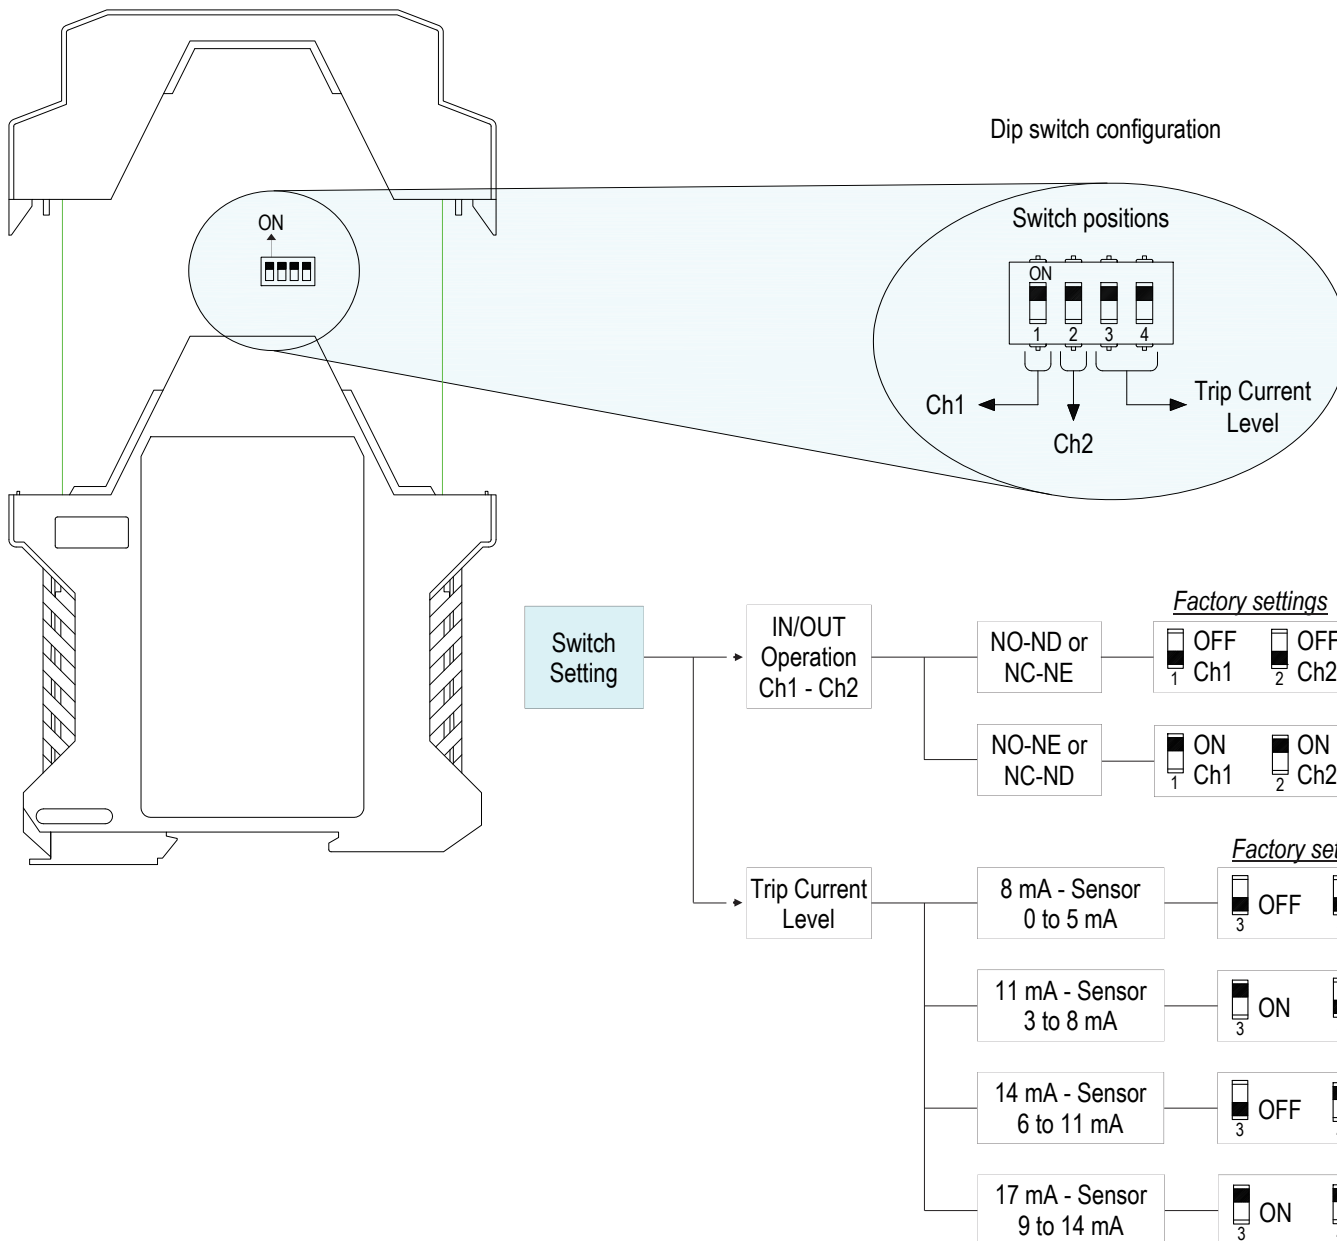 Dip switch configuration
ON
Switch positions
ON
1 2 3 4
Ch1
Ch2
Trip Current
Level
Switch
Setting
IN/OUT
Operation
Ch1 - Ch2
NO-ND or
NC-NE
Factory settings
OFF
Ch1
1
OFF
Ch2
2
NO-NE or
NC-ND
ON
Ch1
1
ON
Ch2
2
Trip Current
Level
8 mA - Sensor
0 to 5 mA
Factory
OFF
3
11 mA - Sensor
3 to 8 mA
ON
3
14 mA - Sensor
6 to 11 mA
OFF
3
17 mA - Sensor
9 to 14 mA
ON
3